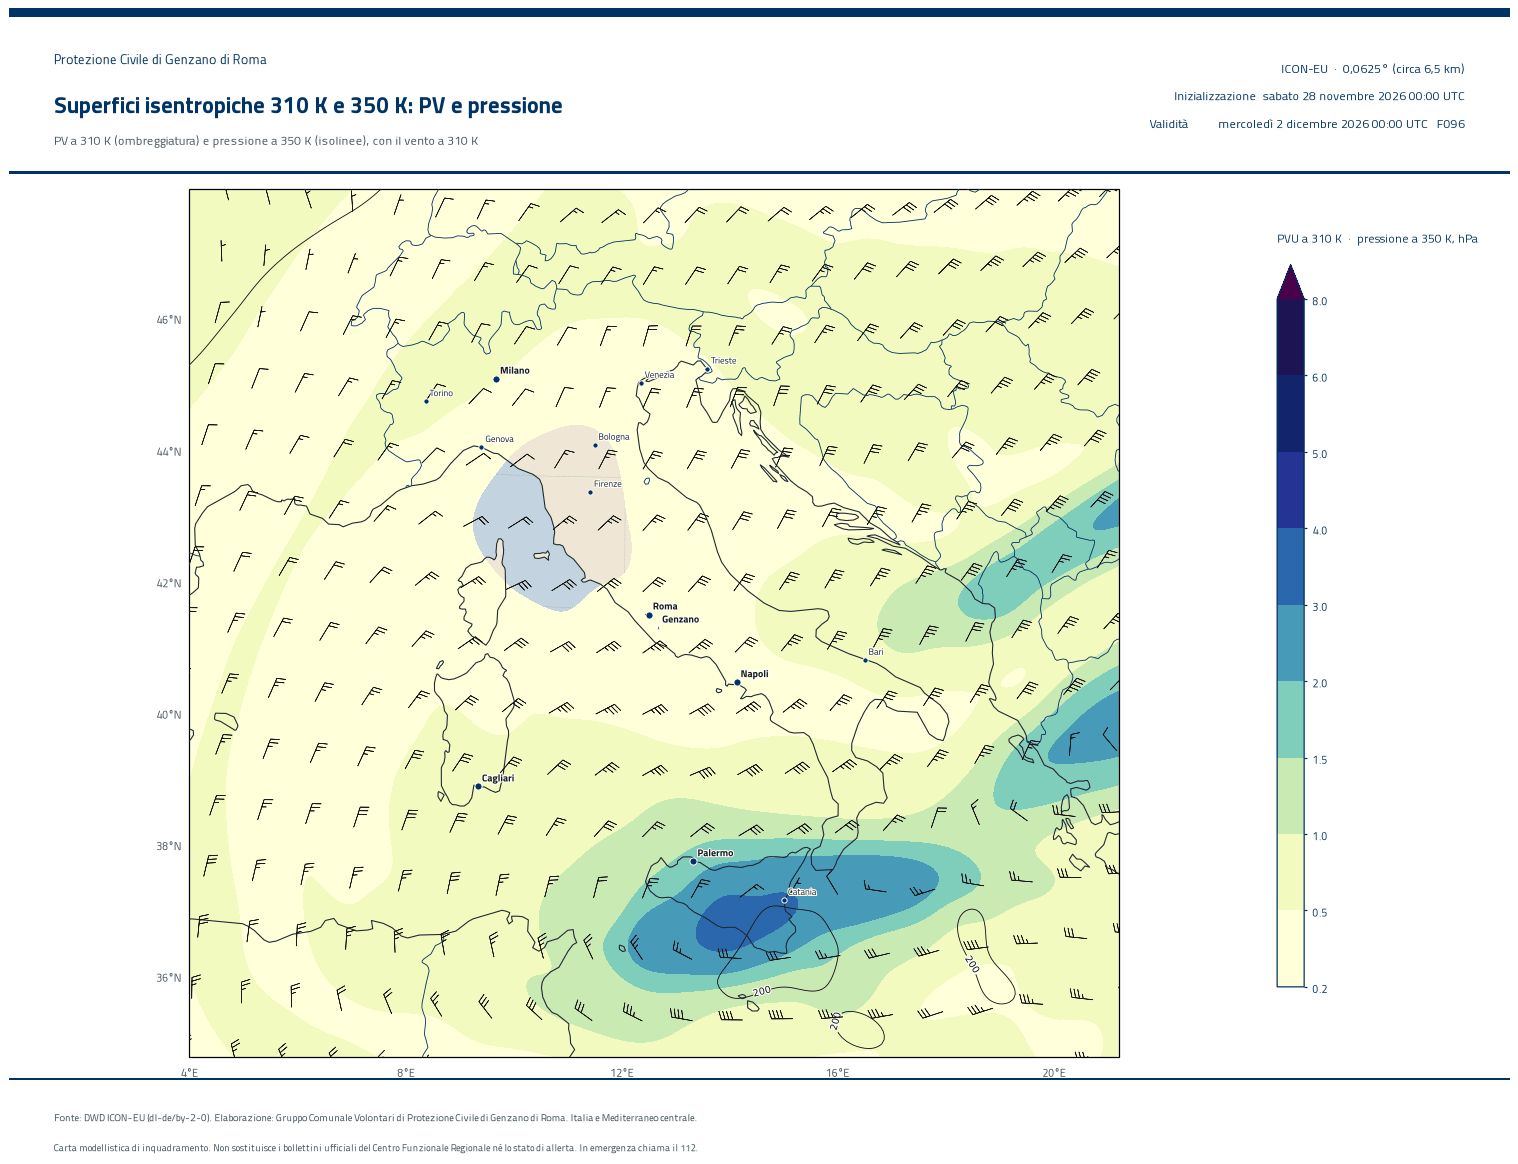 Protezione Civile di Genzano di Roma
Superfici isentropiche 310 K e 350 K: PV e pressione
PV a 310 K (ombreggiatura) e pressione a 350 K (isolinee), con il vento a 310 K
ICON-EU · 0,0625° (circa 6,5 km)
Inizializzazione sabato 28 novembre 2026 00:00 UTC
Validità mercoledì 2 dicembre 2026 00:00 UTC F096
PVU a 310 K · pressione a 350 K, hPa
8.0
6.0
5.0
4.0
3.0
2.0
1.5
1.0
0.5
0.2
46°N
44°N
42°N
40°N
38°N
36°N
4°E
8°E
12°E
16°E
20°E
Trieste
Milano
Venezia
Torino
Bologna
Genova
Firenze
Roma
Genzano
Bari
Napoli
Cagliari
Palermo
Catania
200
200
200
Fonte: DWD ICON-EU (dl-de/by-2-0). Elaborazione: Gruppo Comunale Volontari di Protezione Civile di Genzano di Roma. Italia e Mediterraneo centrale.
Carta modellistica di inquadramento. Non sostituisce i bollettini ufficiali del Centro Funzionale Regionale né lo stato di allerta. In emergenza chiama il 112.